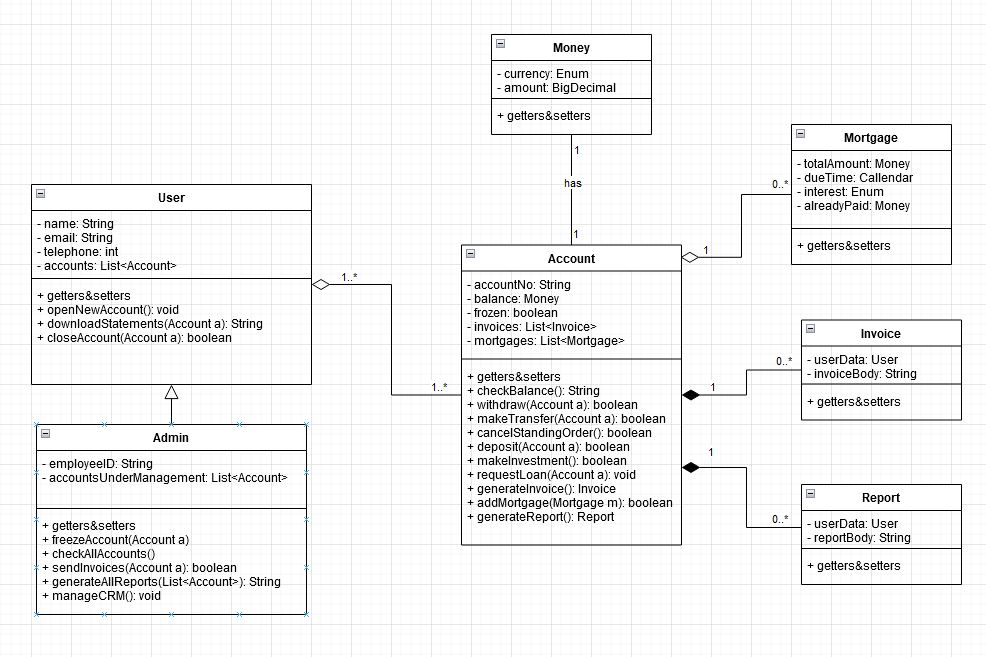 Money
- currency: Enum
- amount: BigDecimal
+ getters&setters
1
has
1
Mortgage
- totalAmount: Money
- dueTime: Callendar
- interest: Enum
- alreadyPaid: Money
+ getters&setters
0..*
1
User
- name: String
- email: String
- telephone: int
- accounts: List<Account>
+ getters&setters
+ openNewAccount(): void
+ downloadStatements(Account a): String
+ closeAccount(Account a): boolean
1..*
1..*
Account
- accountNo: String
- balance: Money
- frozen: boolean
- invoices: List<Invoice>
- mortgages: List<Mortgage>
+ getters&setters
+ checkBalance(): String
+ withdraw(Account a): boolean
+ makeTransfer(Account a): boolean
+ cancelStandingOrder(): boolean
+ deposit(Account a): boolean
+ makeInvestment(): boolean
+ requestLoan(Account a): void
+ generateInvoice(): Invoice
+ addMortgage(Mortgage m): boolean
+ generateReport(): Report
Invoice
- userData: User
- invoiceBody: String
+ getters&setters
0..*
1
Admin
- employeeID: String
- accountsUnderManagement: List<Account>
+ getters&setters
+ freezeAccount(Account a)
+ checkAllAccounts()
+ sendInvoices(Account a): boolean
+ generateAllReports(List<Account>): String
+ manageCRM(): void
1
0..*
Report
- userData: User
- reportBody: String
+ getters&setters